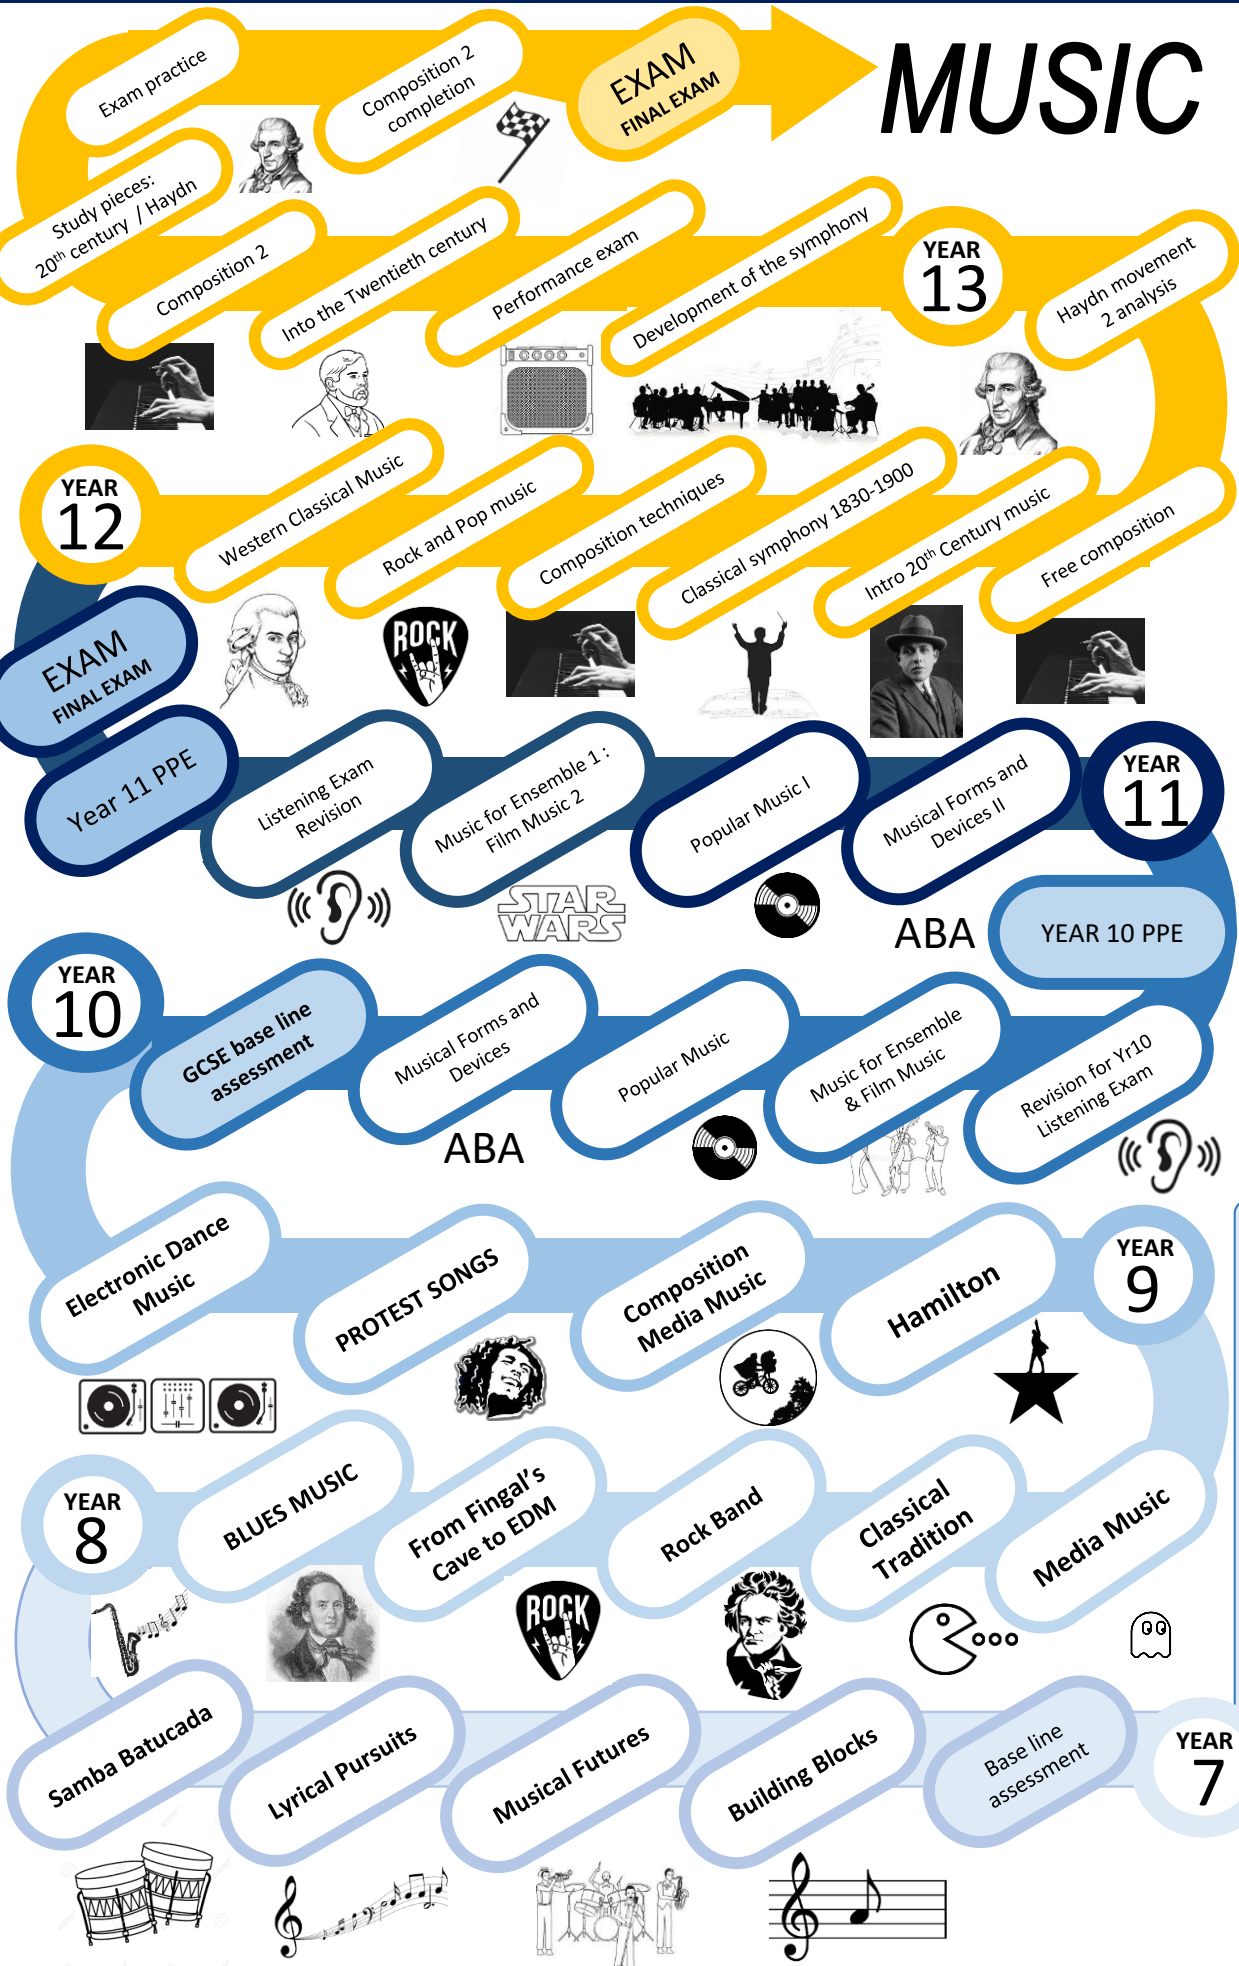 MUSIC
Exam practice
Composition 2
completion
EXAM
FINAL EXAM
Study pieces:
20th century / Haydn
Composition 2
Into the Twentieth century
Performance exam
Development of the symphony
YEAR
13
Haydn movement
2 analysis
YEAR
12
Western Classical Music
Rock and Pop music
Composition techniques
Classical symphony 1830-1900
Intro 20th Century music
Free composition
ROCK
EXAM
FINAL EXAM
Year 11 PPE
Listening Exam
Revision
Music for Ensemble 1 :
Film Music 2
Popular Music I
Musical Forms and
Devices II
YEAR
11
STAR
WARS
ABA
YEAR 10 PPE
YEAR
10
GCSE base line
assessment
Musical Forms and
Devices
Popular Music
Music for Ensemble
& Film Music
Revision for Yr10
Listening Exam
ABA
Electronic Dance
Music
PROTEST SONGS
Composition
Media Music
Hamilton
YEAR
9
YEAR
8
BLUES MUSIC
From Fingal's
Cave to EDM
Rock Band
Classical
Tradition
Media Music
ROCK
Samba Batucada
Lyrical Pursuits
Musical Futures
Building Blocks
Base line
assessment
YEAR
7